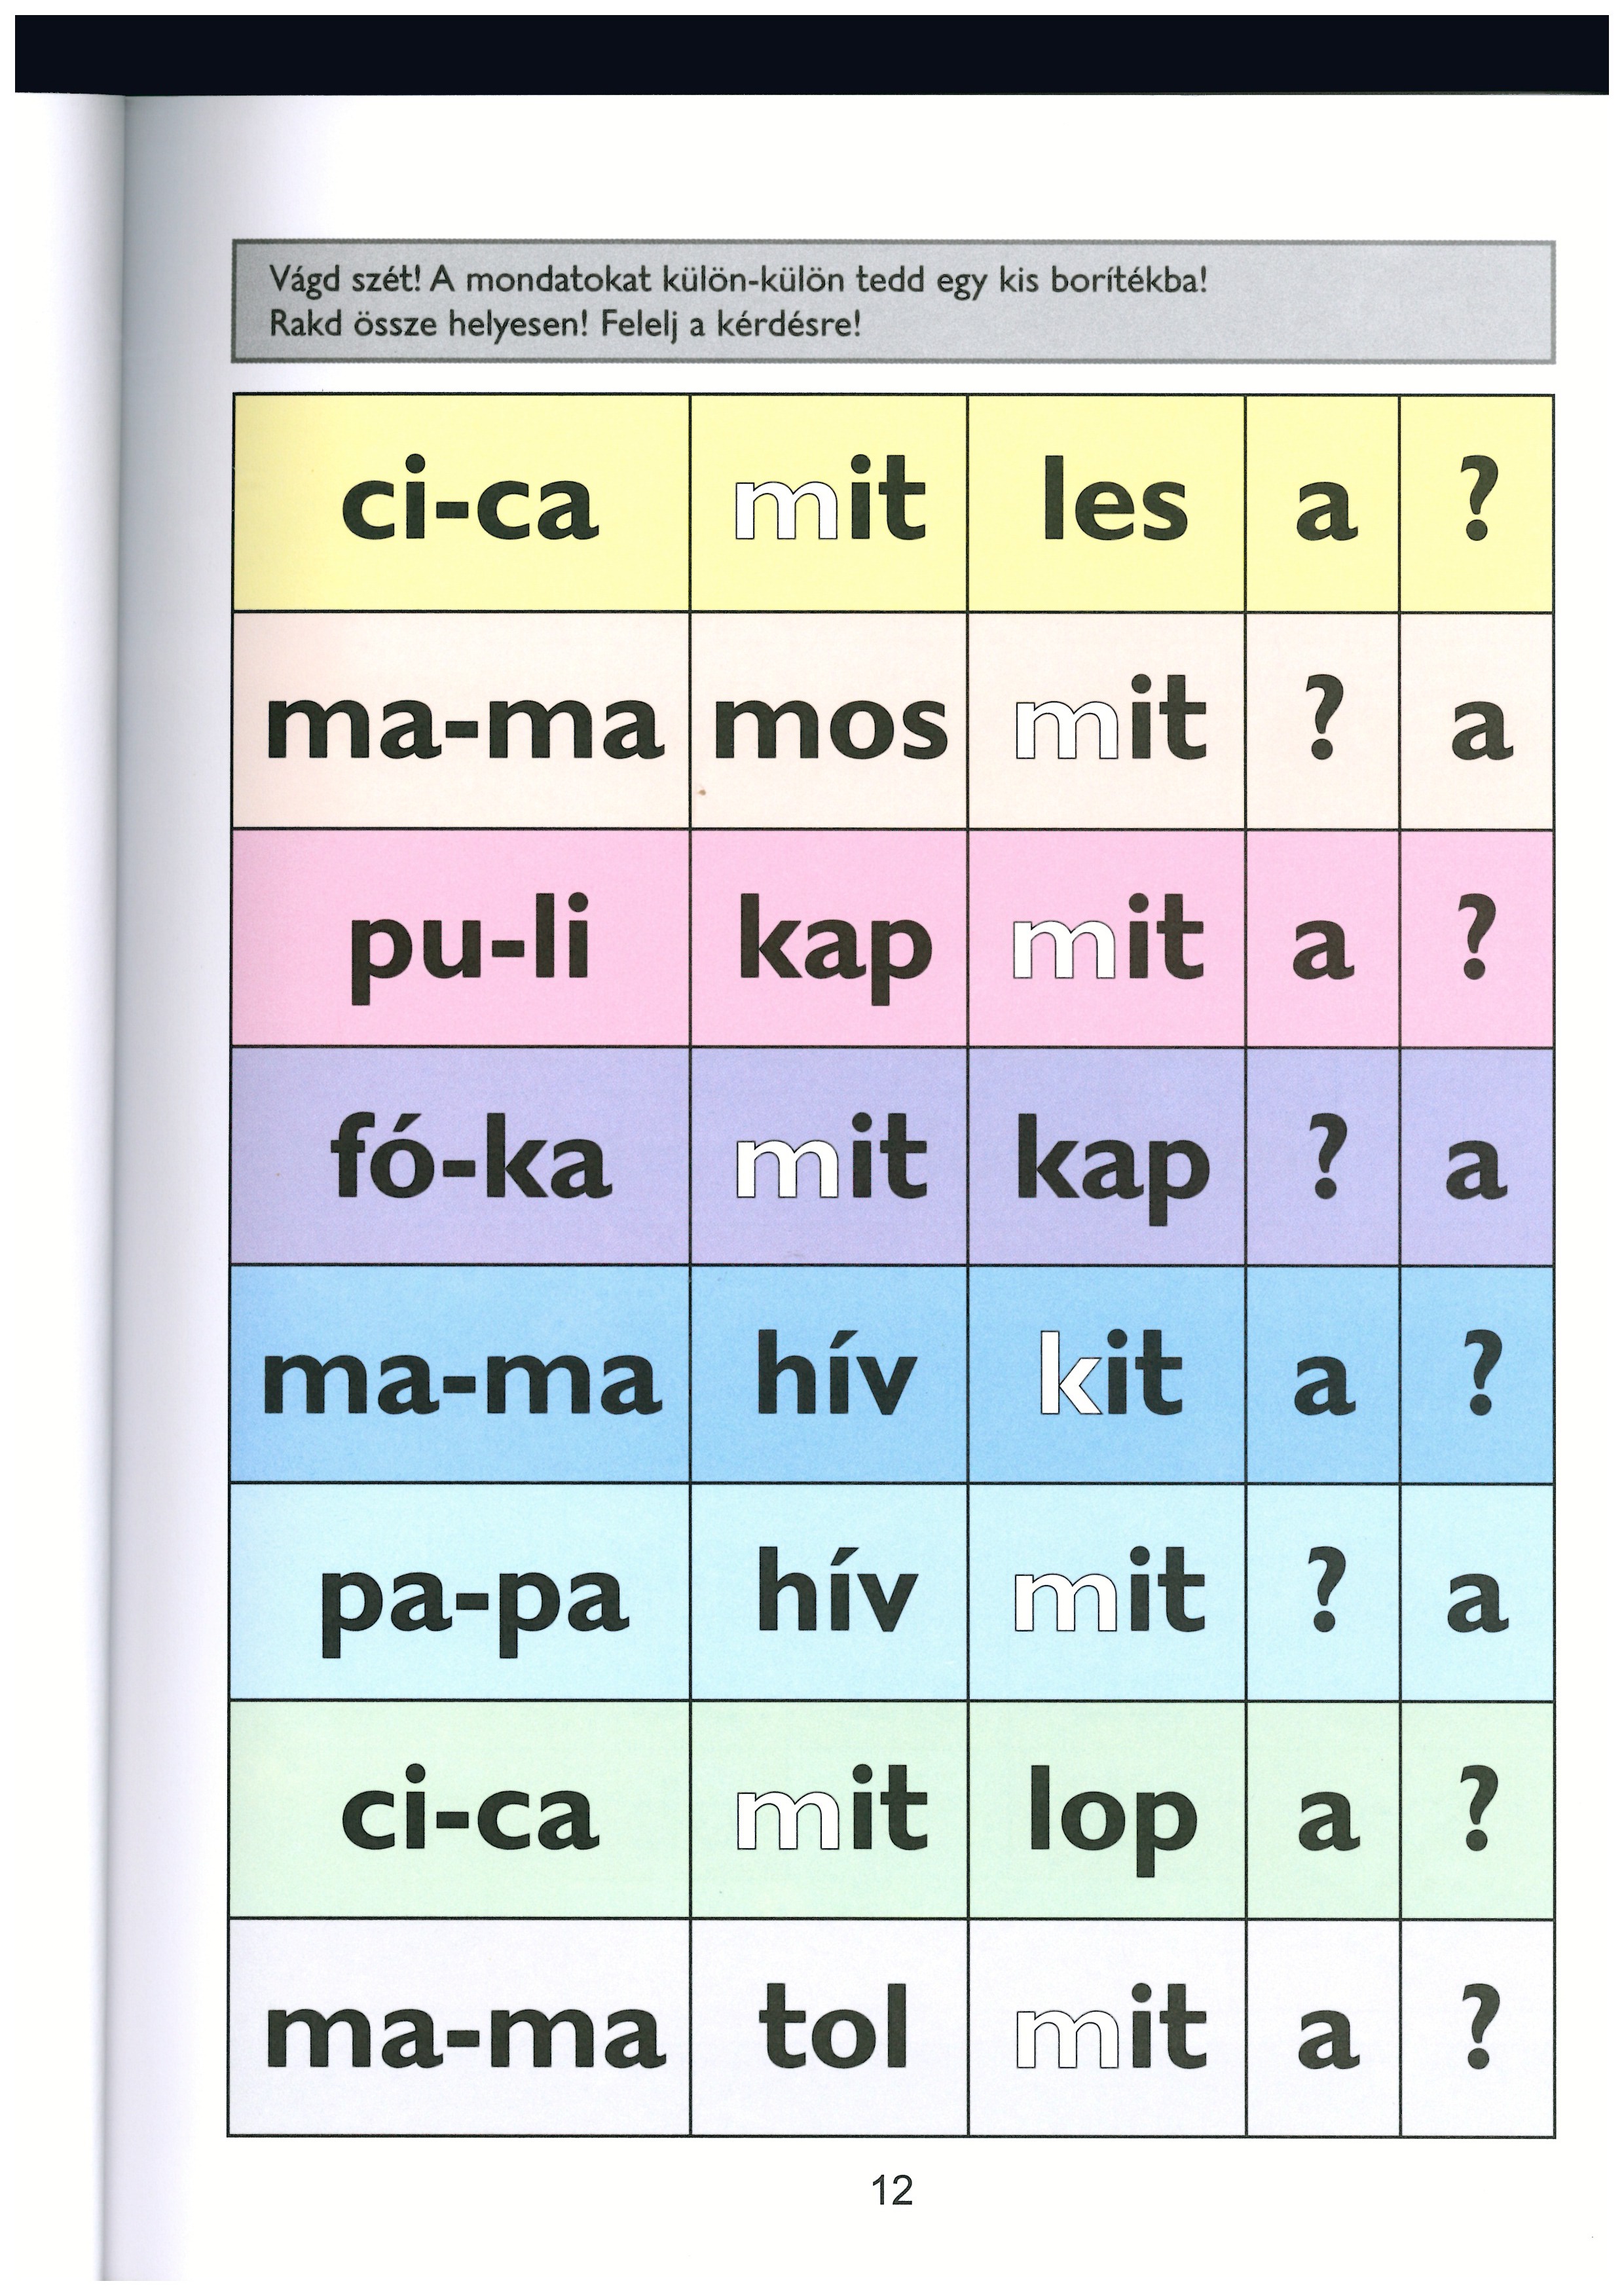 Vágd szét! A mondatokat külön-külön tedd egy kis borítékba!
Rakd össze helyesen! Felelj a kérdésre!
ci-ca mit les a ?
ma-ma mos mit ? a
pu-li kap mit a ?
fó-ka mit kap ? a
ma-ma hív kit a ?
pa-pa hív mit ? a
ci-ca mit lop a ?
ma-ma tol mit a ?
12